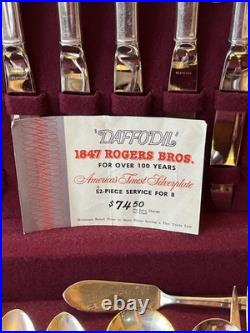 "DAFFODIL"
1847 ROGERS BROS.
FOR OVER 100 YEARS
America's Finest Silverplate
52-PIECE SERVICE FOR 8
$74.50